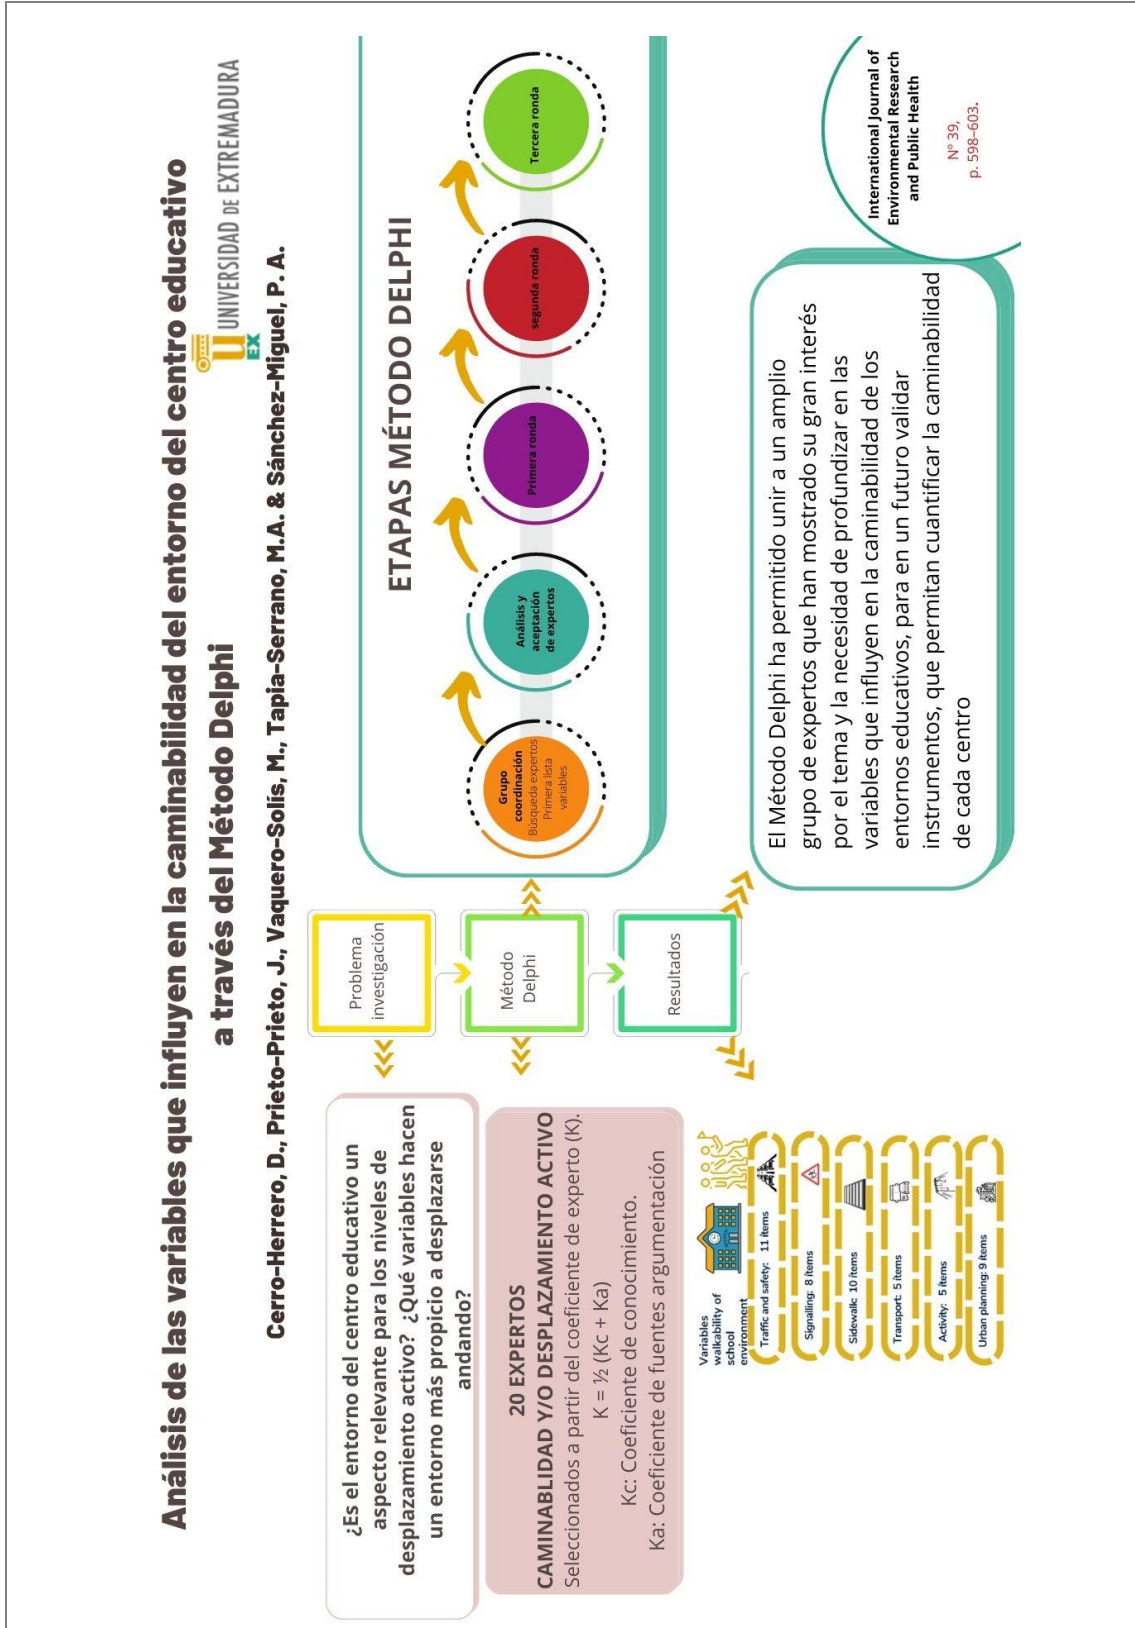 Análisis de las variables que influyen en la caminabilidad del entorno del centro educativo
a través del Método Delphi
UEX
UNIVERSIDAD DE EXTREMADURA
Cerro-Herrero, D., Prieto-Prieto, J., Vaquero-Solís, M., Tapia-Serrano, M.A. & Sánchez-Miguel, P. A.
¿Es el entorno del centro educativo un
aspecto relevante para los niveles de
desplazamiento activo? ¿Qué variables hacen
un entorno más propicio a desplazarse
andando?
Problema
investigación
20 EXPERTOS
CAMINABLIDAD Y/O DESPLAZAMIENTO ACTIVO
Seleccionados a partir del coeficiente de experto (K).
K = ½ (Kc + Ka)
Kc: Coeficiente de conocimiento.
Ka: Coeficiente de fuentes argumentación
Método
Delphi
ETAPAS MÉTODO DELPHI
Grupo
coordinación
Búsqueda expertos
Primera lista
variables
Análisis y
aceptación
de expertos
Primera ronda
segunda ronda
Tercera ronda
Resultados
Variables
walkability of
school
environment
Traffic and safety: 11 items
Signalling: 8 items
Sidewalk: 10 items
Transport: 5 items
Activity: 5 items
Urban planning: 9 items
El Método Delphi ha permitido unir a un amplio
grupo de expertos que han mostrado su gran interés
por el tema y la necesidad de profundizar en las
variables que influyen en la caminabilidad de los
entornos educativos, para en un futuro validar
instrumentos, que permitan cuantificar la caminabilidad
de cada centro
International Journal of
Environmental Research
and Public Health
Nº 39,
p. 598–603.